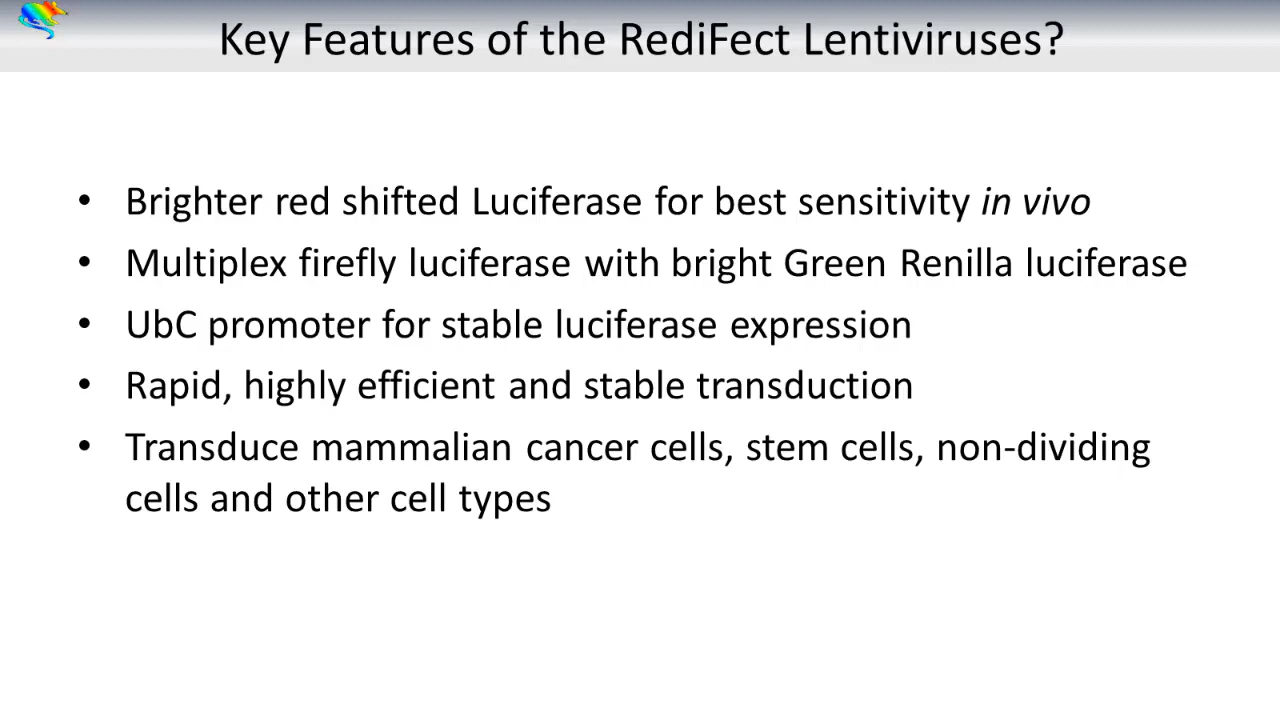 Key Features of the RediFect Lentiviruses?
• Brighter red shifted Luciferase for best sensitivity in vivo
• Multiplex firefly luciferase with bright Green Renilla luciferase
• UbC promoter for stable luciferase expression
• Rapid, highly efficient and stable transduction
• Transduce mammalian cancer cells, stem cells, non-dividing
cells and other cell types